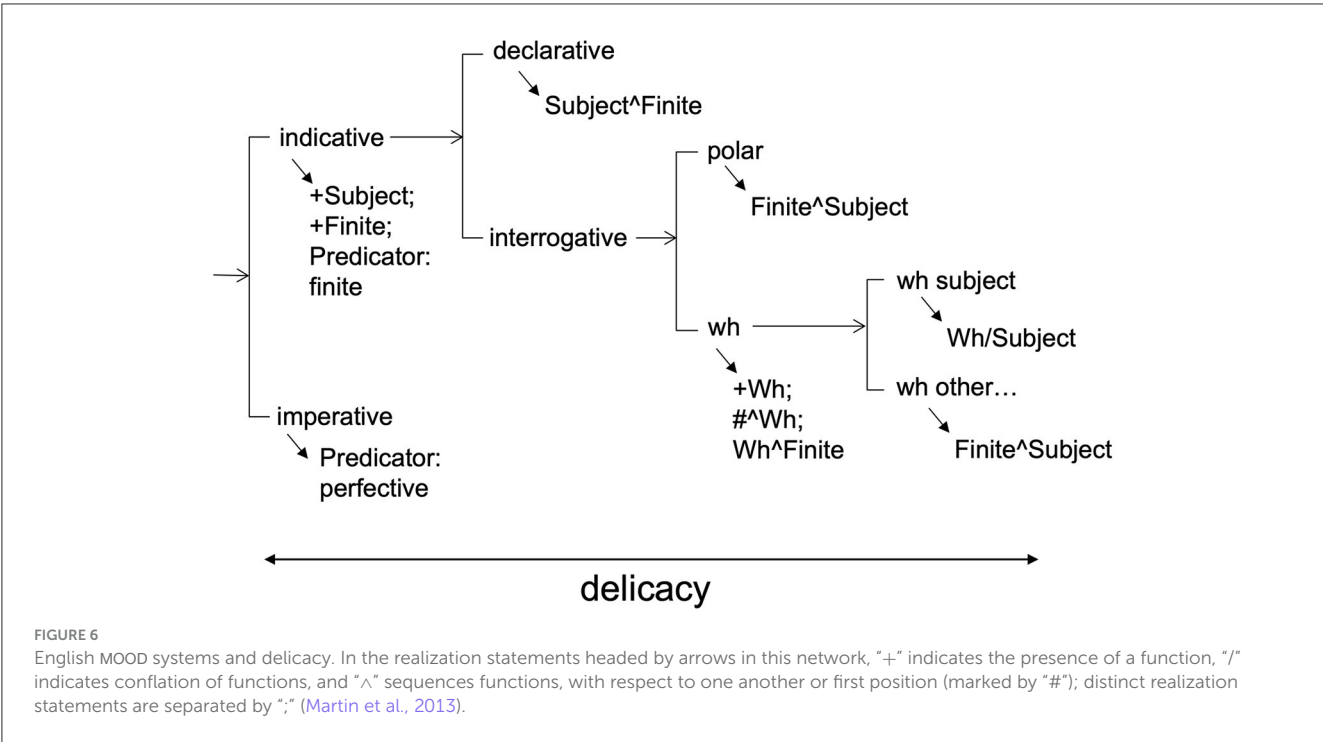 declarative
Subject^Finite
indicative
+Subject;
+Finite;
Predicator:
finite
polar
Finite^Subject
interrogative
wh subject
Wh/Subject
wh
+Wh;
#^Wh;
Wh^Finite
wh other…
Finite^Subject
imperative
Predicator:
perfective
delicacy
FIGURE 6
English MOOD systems and delicacy. In the realization statements headed by arrows in this network, “+” indicates the presence of a function, “/”
indicates conflation of functions, and “∧” sequences functions, with respect to one another or first position (marked by “#”); distinct realization
statements are separated by “;” (Martin et al., 2013).